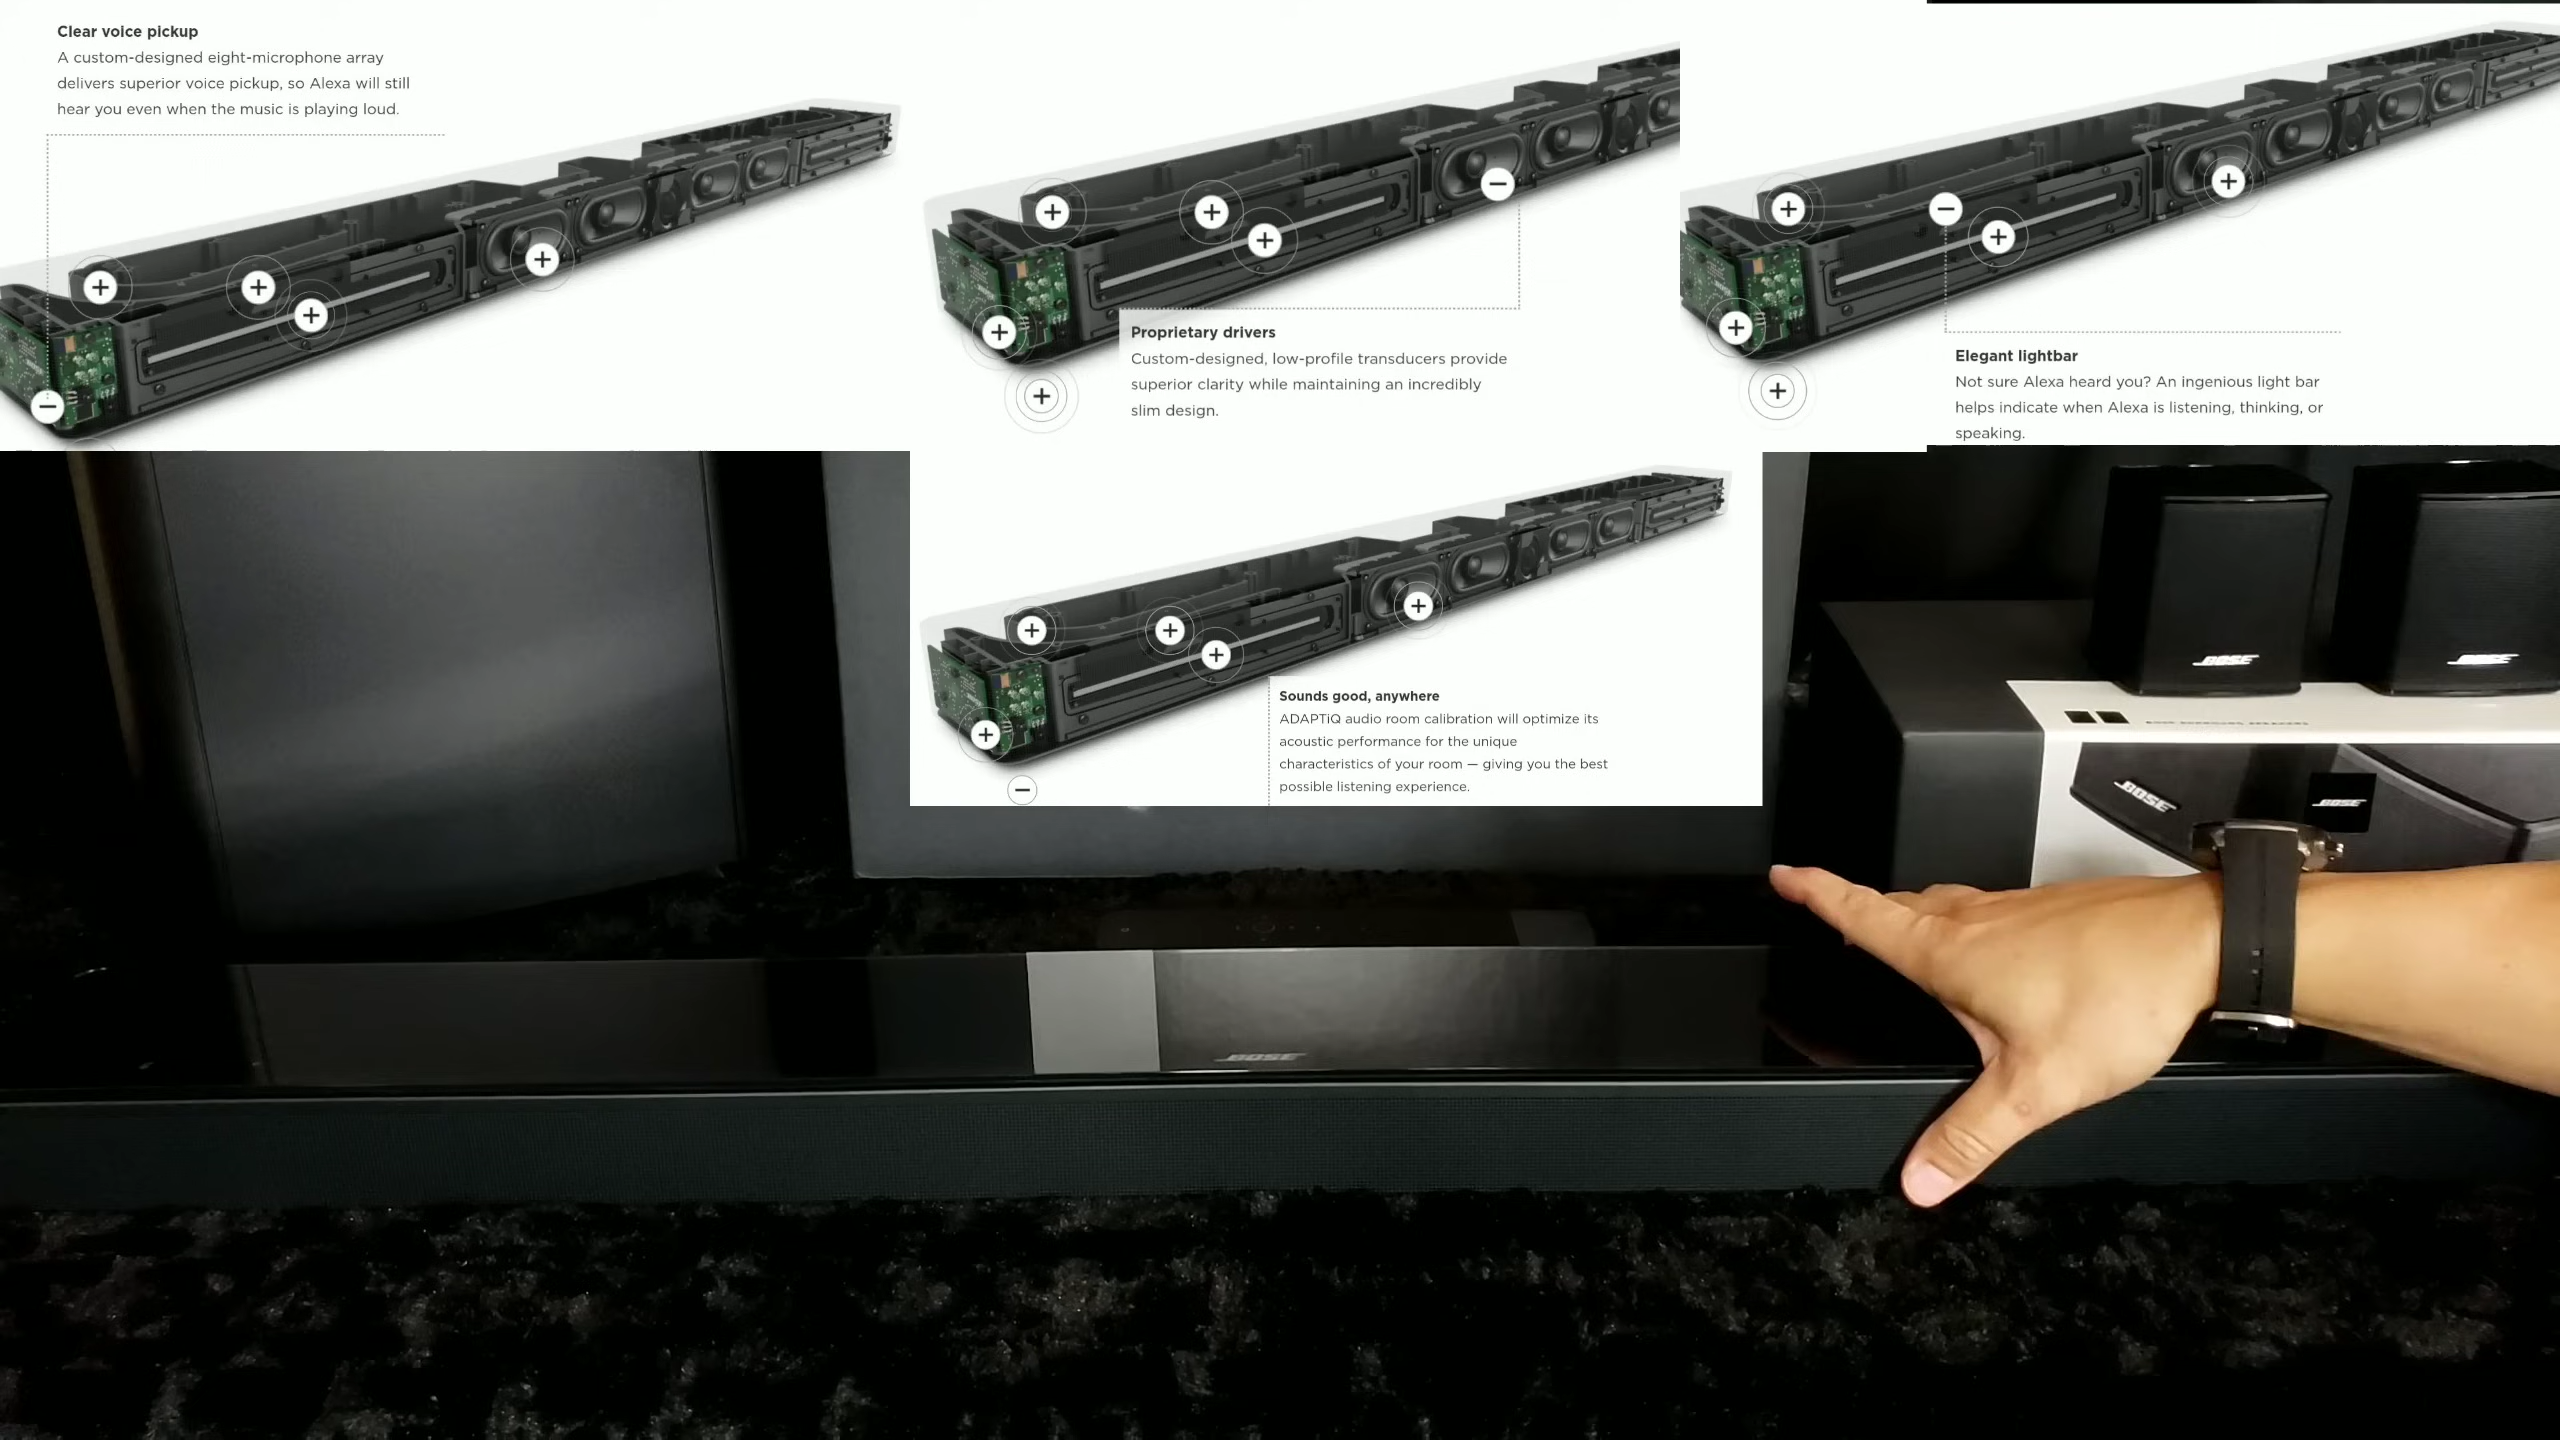 Clear voice pickup
A custom-designed eight-microphone array
delivers superior voice pickup, so Alexa will still
hear you even when the music is playing loud.
Proprietary drivers
Custom-designed, low-profile transducers provide
superior clarity while maintaining an incredibly
slim design.
Elegant lightbar
Not sure Alexa heard you? An ingenious light bar
helps indicate when Alexa is listening, thinking, or
speaking.
Sounds good, anywhere
ADAPTiQ audio room calibration will optimize its
acoustic performance for the unique
characteristics of your room — giving you the best
possible listening experience.
BOSE
BOSE
BOSE
BOSE
BOSE